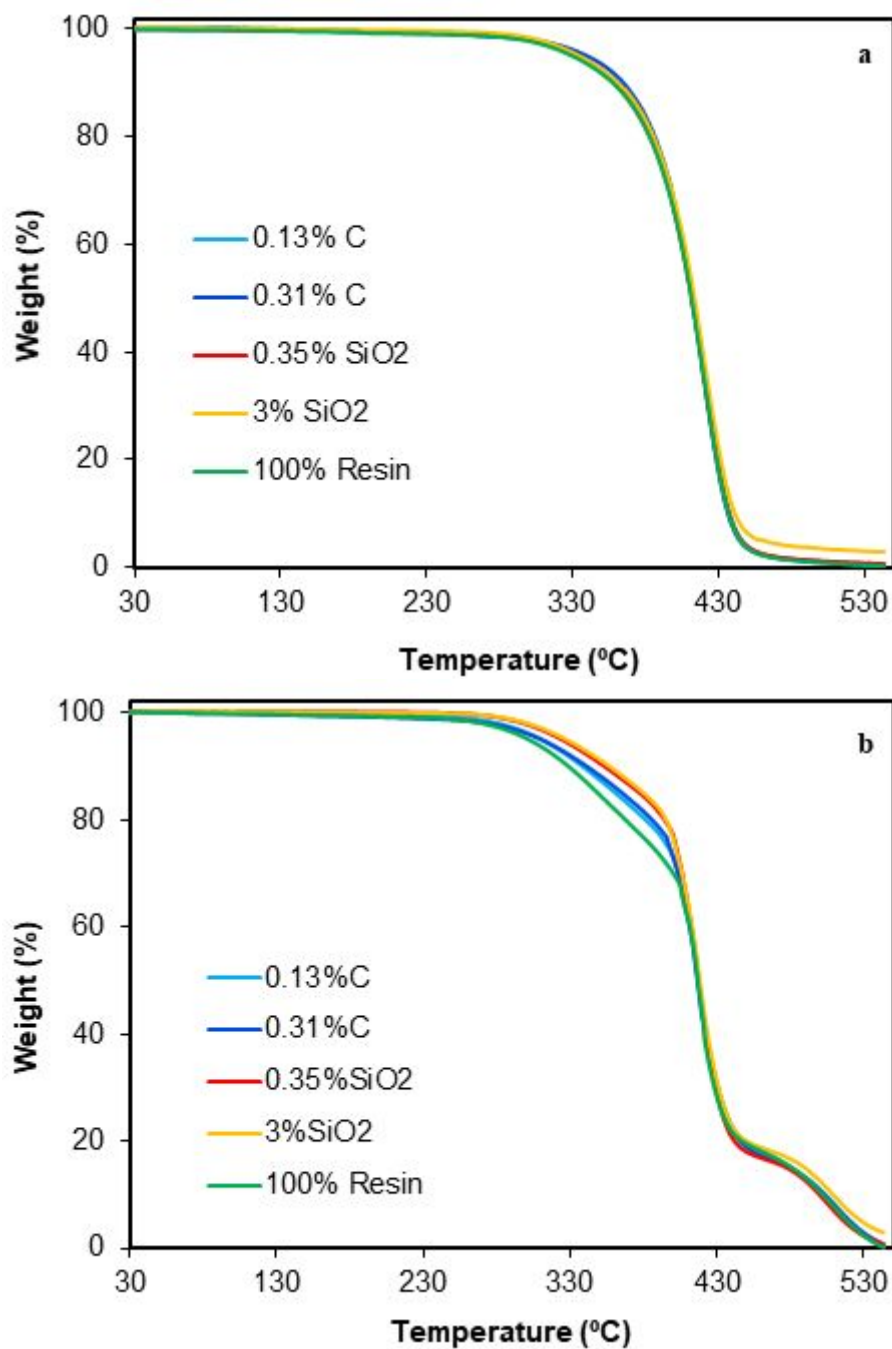 a
100
80
60
40
20
0
Weight (%)
0.13% C
0.31% C
0.35% SiO2
3% SiO2
100% Resin
30 130 230 330 430 530
Temperature (ºC)
b
100
80
60
40
20
0
Weight (%)
0.13%C
0.31%C
0.35%SiO2
3%SiO2
100% Resin
30 130 230 330 430 530
Temperature (ºC)